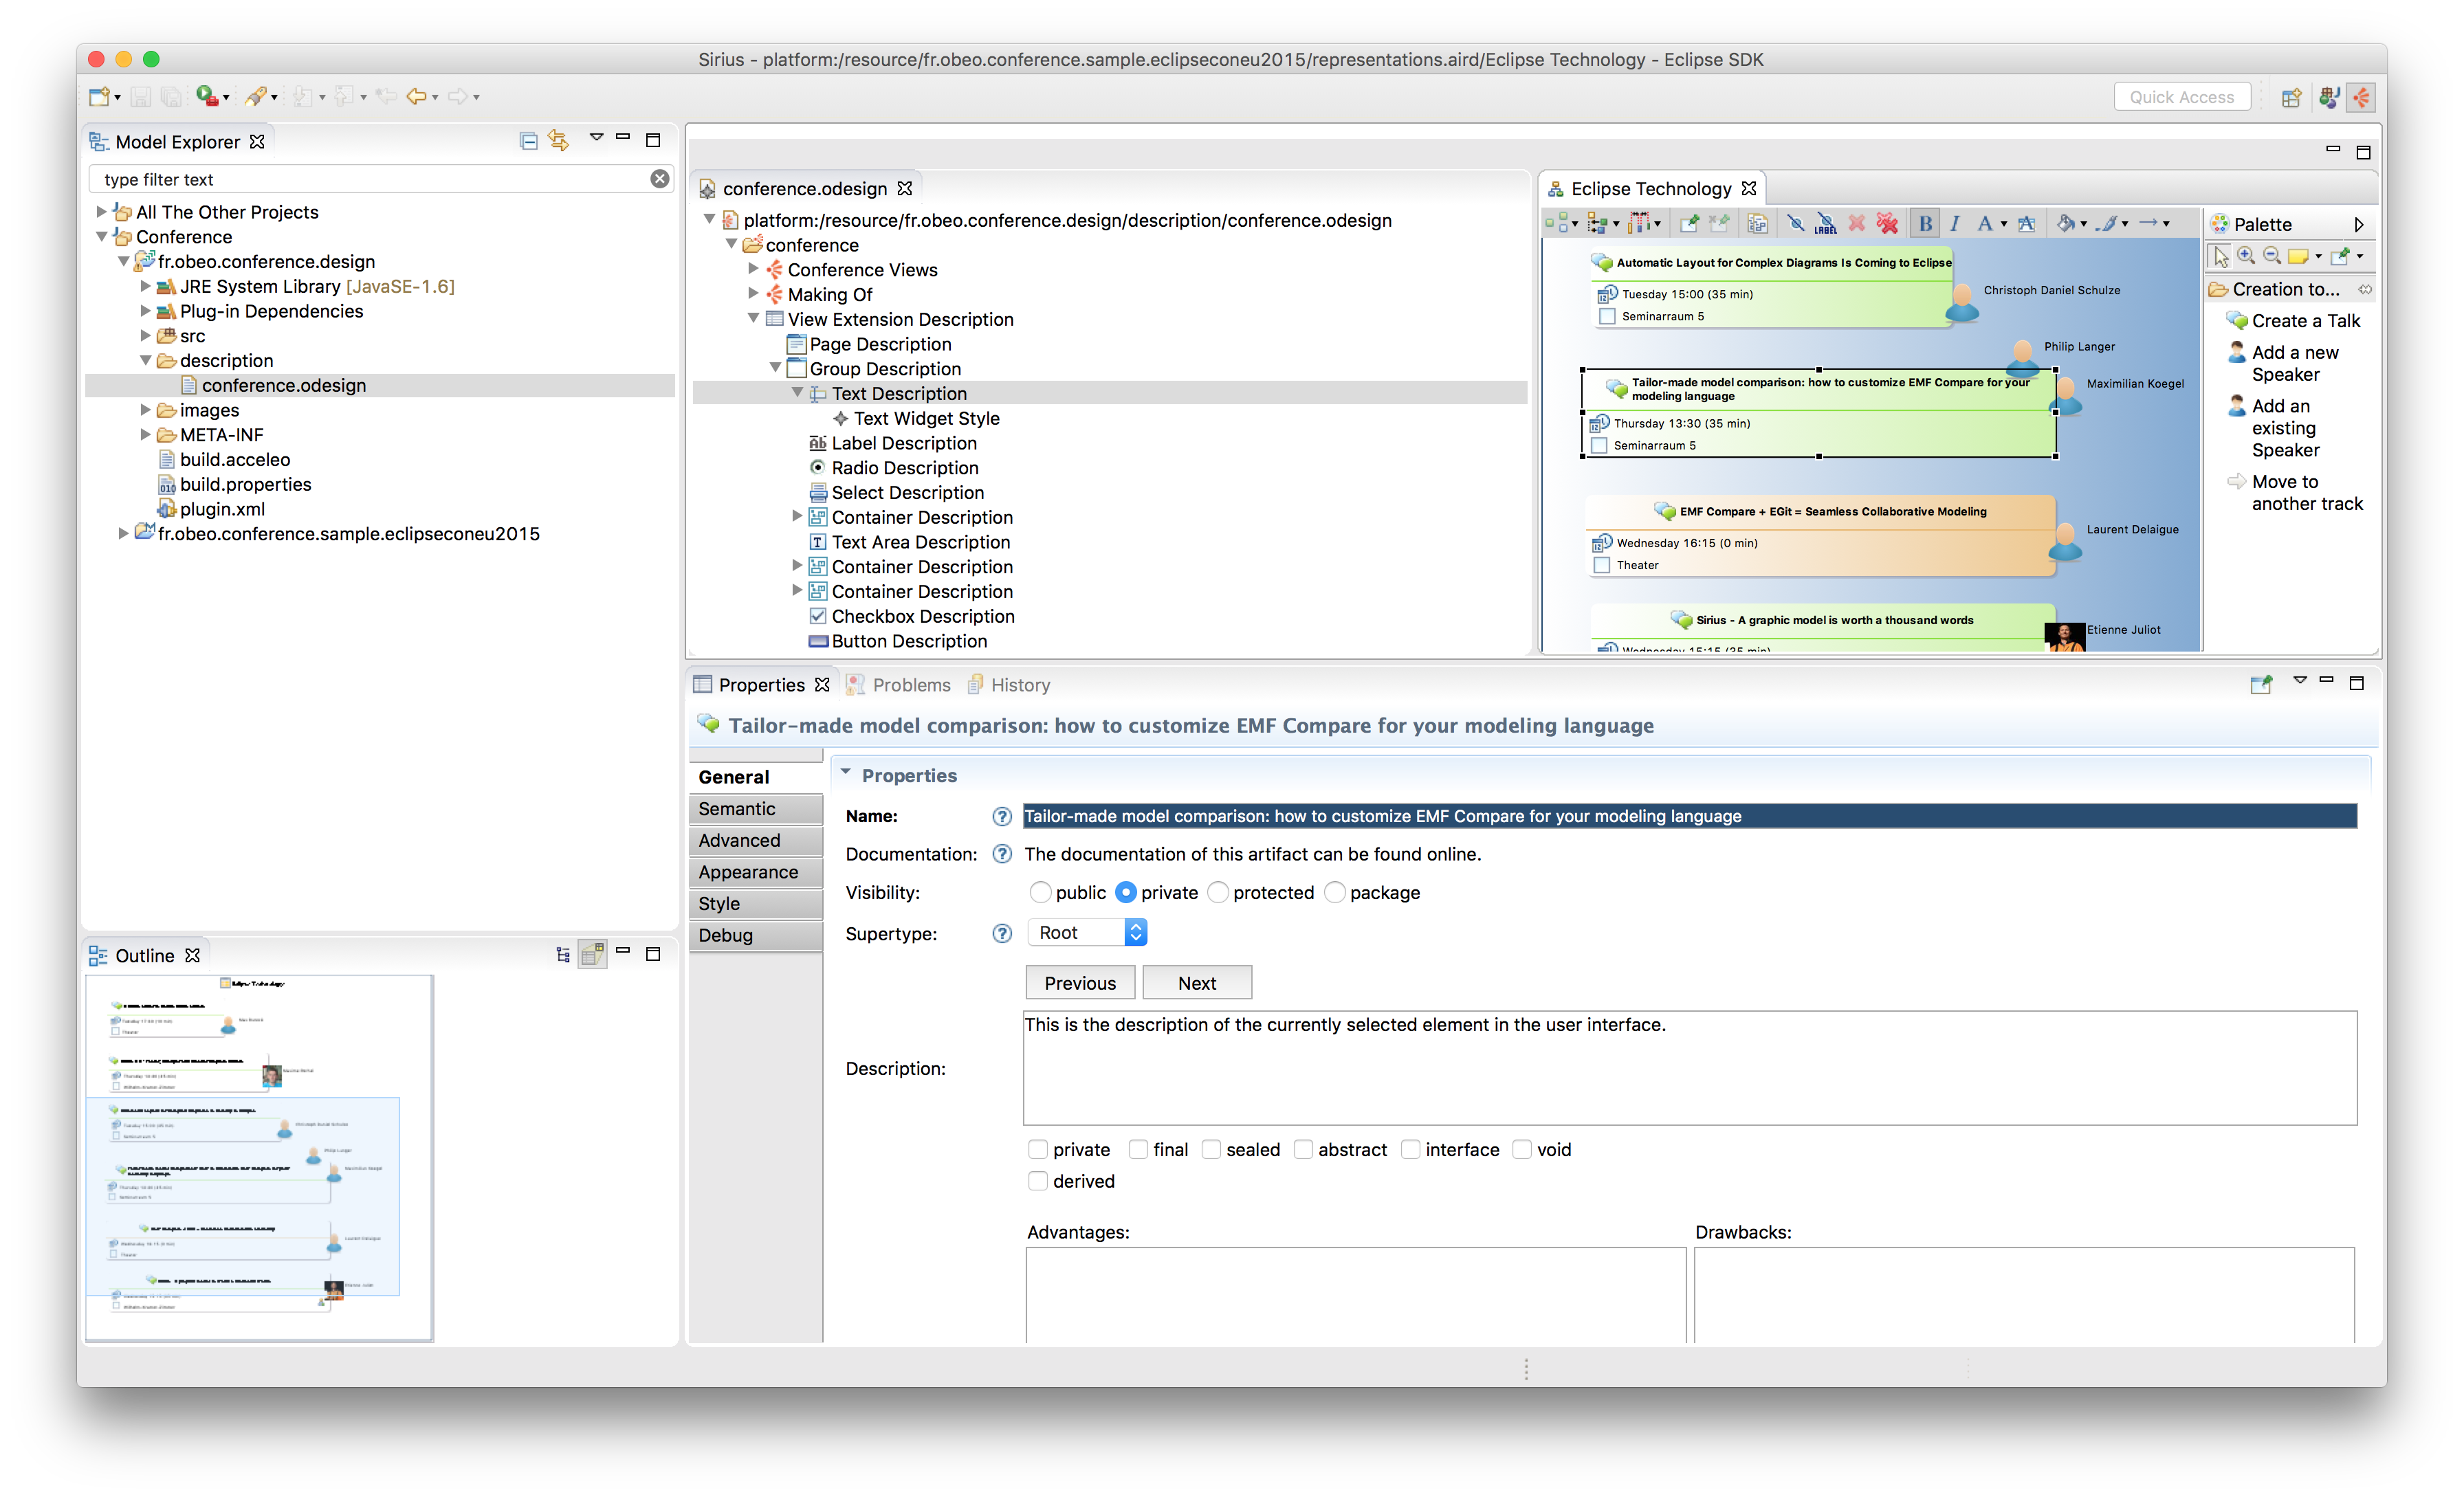 Sirius - platform:/resource/fr.obeo.conference.sample.eclipseconeu2015/representations.aird/Eclipse Technology - Eclipse SDK
Quick Access
Model Explorer
type filter text
All The Other Projects
Conference
fr.obeo.conference.design
JRE System Library [JavaSE-1.6]
Plug-in Dependencies
src
description
conference.odesign
images
META-INF
build.acceleo
build.properties
plugin.xml
fr.obeo.conference.sample.eclipseconeu2015
conference.odesign
platform:/resource/fr.obeo.conference.design/description/conference.odesign
conference
Conference Views
Making Of
View Extension Description
Page Description
Group Description
Text Description
Text Widget Style
Label Description
Radio Description
Select Description
Container Description
Text Area Description
Container Description
Container Description
Checkbox Description
Button Description
Eclipse Technology
LABEL
B I A A
Automatic Layout for Complex Diagrams Is Coming to Eclipse
Tuesday 15:00 (35 min)
Seminarraum 5
Christoph Daniel Schulze
Philip Langer
Tailor-made model comparison: how to customize EMF Compare for your
modeling language
Maximilian Koegel
Thursday 13:30 (35 min)
Seminarraum 5
EMF Compare + EGit = Seamless Collaborative Modeling
Laurent Delaigue
Wednesday 16:15 (0 min)
Theater
Sirius - A graphic model is worth a thousand words
Etienne Juliot
Wednesday 15:15 (35 min)
Palette
Creation to...
Create a Talk
Add a new
Speaker
Add an
existing
Speaker
Move to
another track
Properties
Problems
History
Tailor-made model comparison: how to customize EMF Compare for your modeling language
General
Semantic
Advanced
Appearance
Style
Debug
Properties
Name:
Tailor-made model comparison: how to customize EMF Compare for your modeling language
Documentation:
The documentation of this artifact can be found online.
Visibility:
public private protected package
Supertype:
Root
Previous
Next
Description:
This is the description of the currently selected element in the user interface.
private final sealed abstract interface void
derived
Advantages:
Drawbacks:
Outline